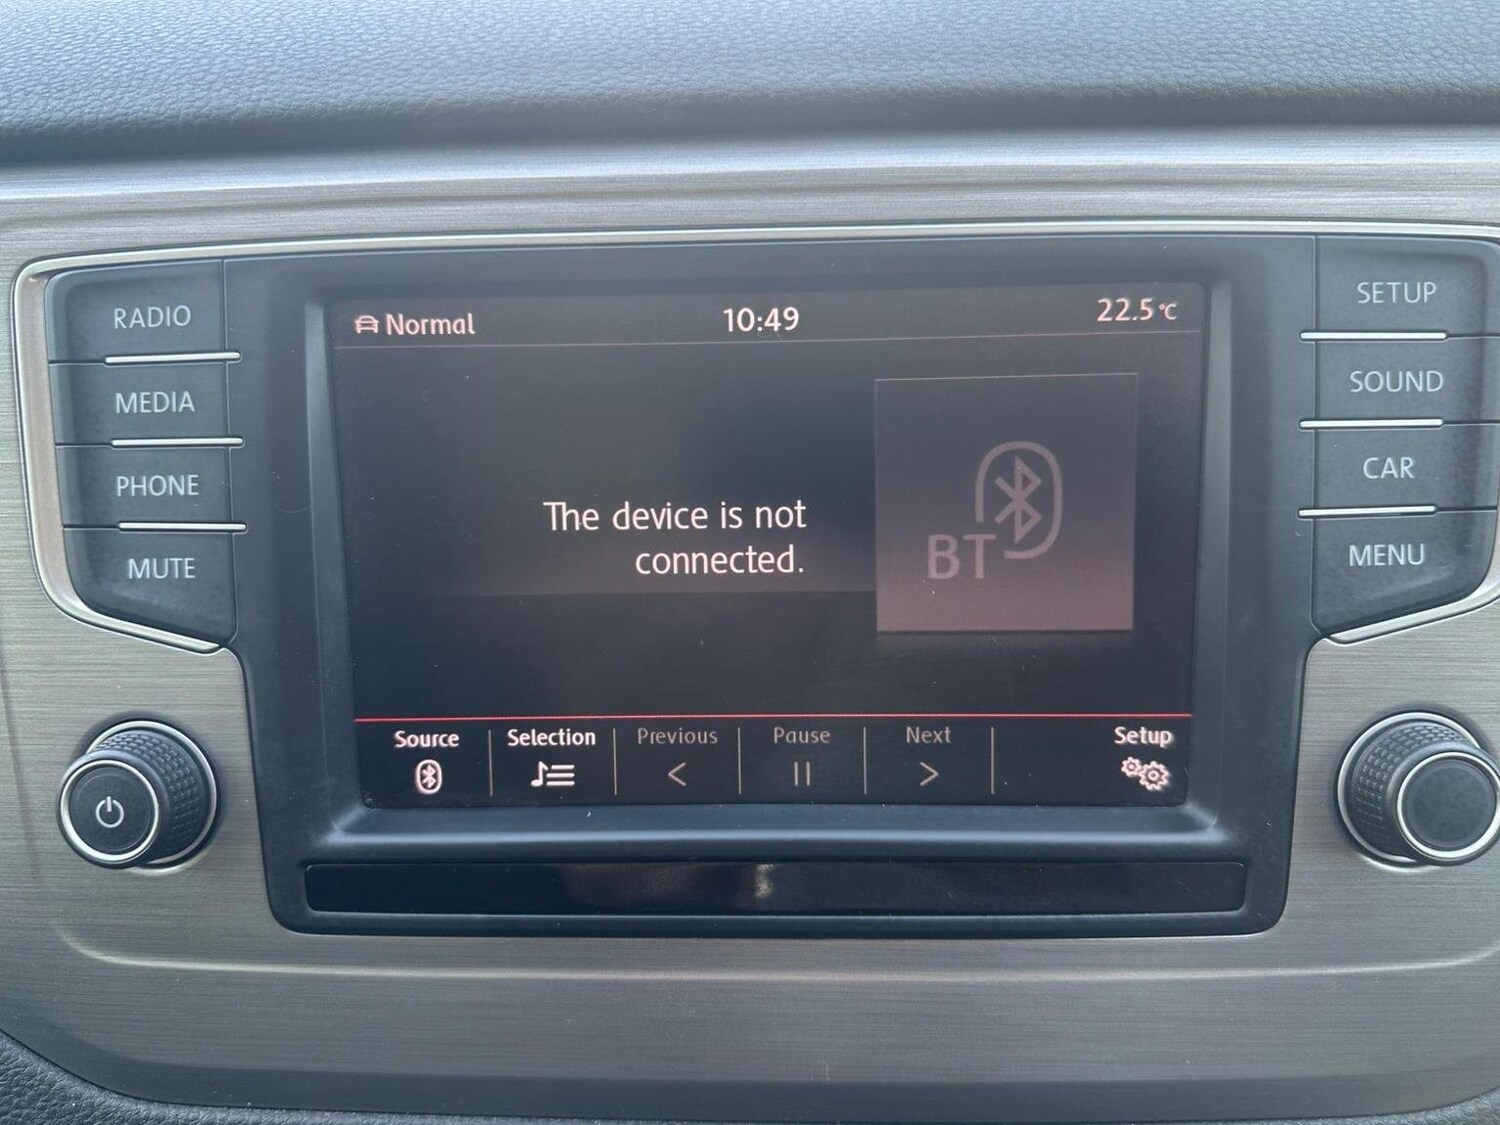 RADIO
MEDIA
PHONE
MUTE
Normal
10:49
22.5°C
The device is not
connected.
BT
Source
Selection
Previous
Pause
Next
Setup
SETUP
SOUND
CAR
MENU